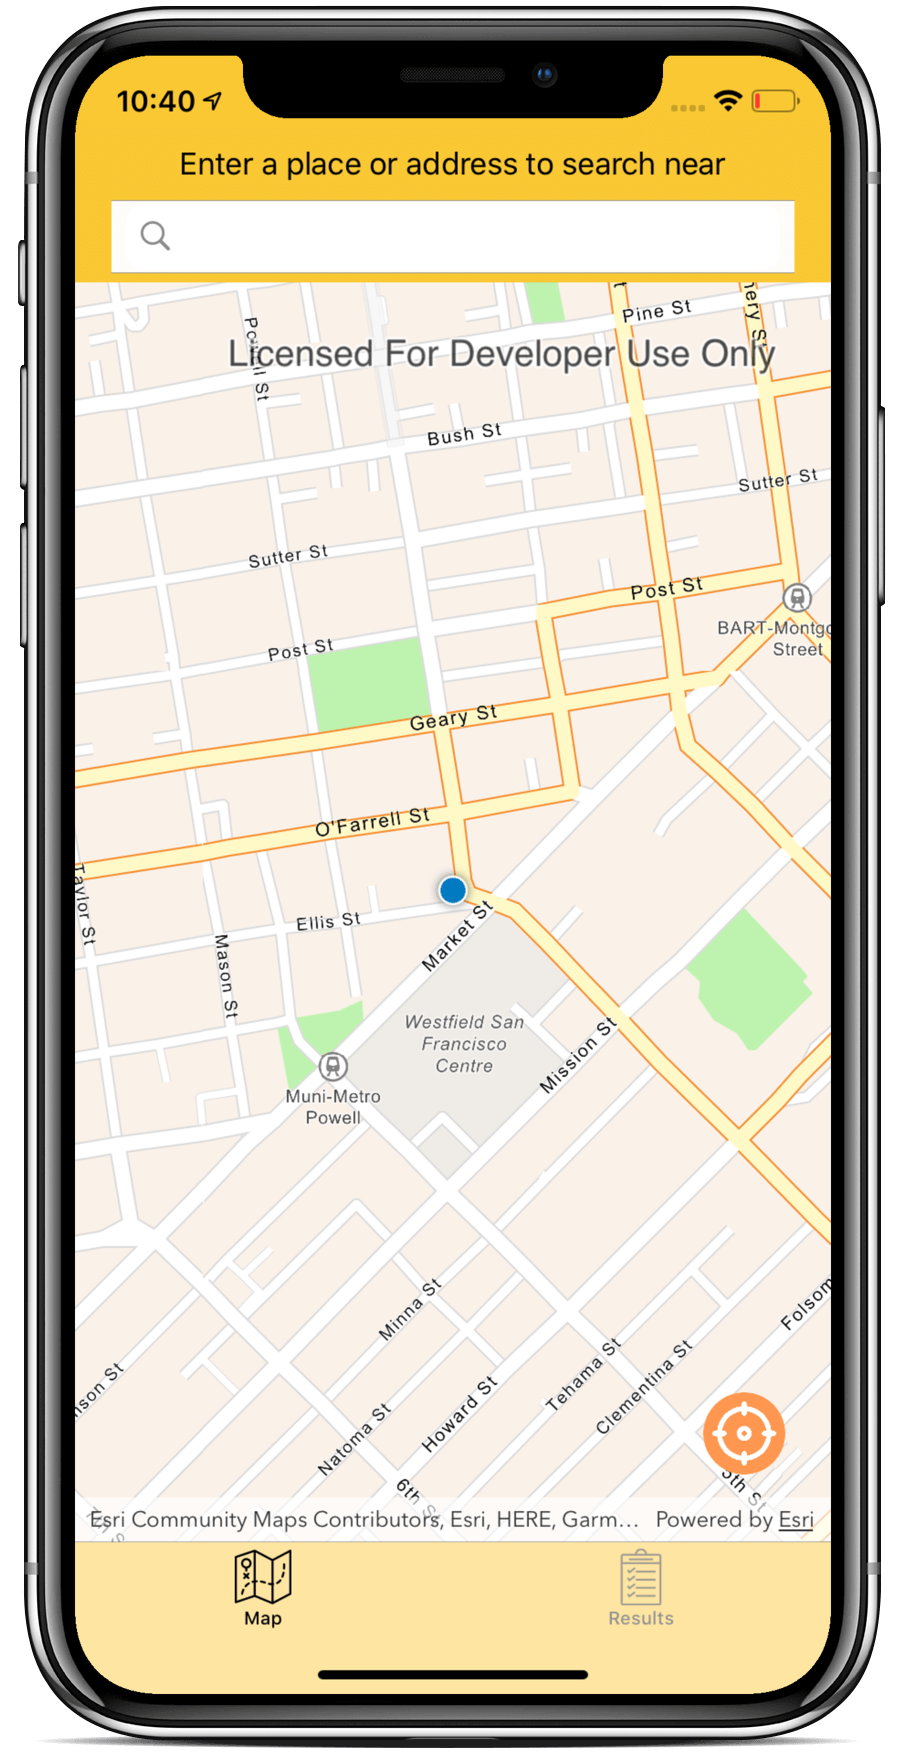 10:40
Enter a place or address to search near
Pine St
Powell St
Licensed For Developer Use Only
Bush St
Sutter St
Sutter St
Post St
BART-Montgo
Street
Post St
Geary St
O'Farrell St
Taylor St
Ellis St
Market St
Mason St
Westfield San
Francisco
Centre
Mission St
Muni-Metro
Powell
Minna St
Folsom
Tehama St
Clementina St
Howard St
Natoma St
nson St
6th S
5th St
Esri Community Maps Contributors, Esri, HERE, Garm... Powered by Esri
Map
Results